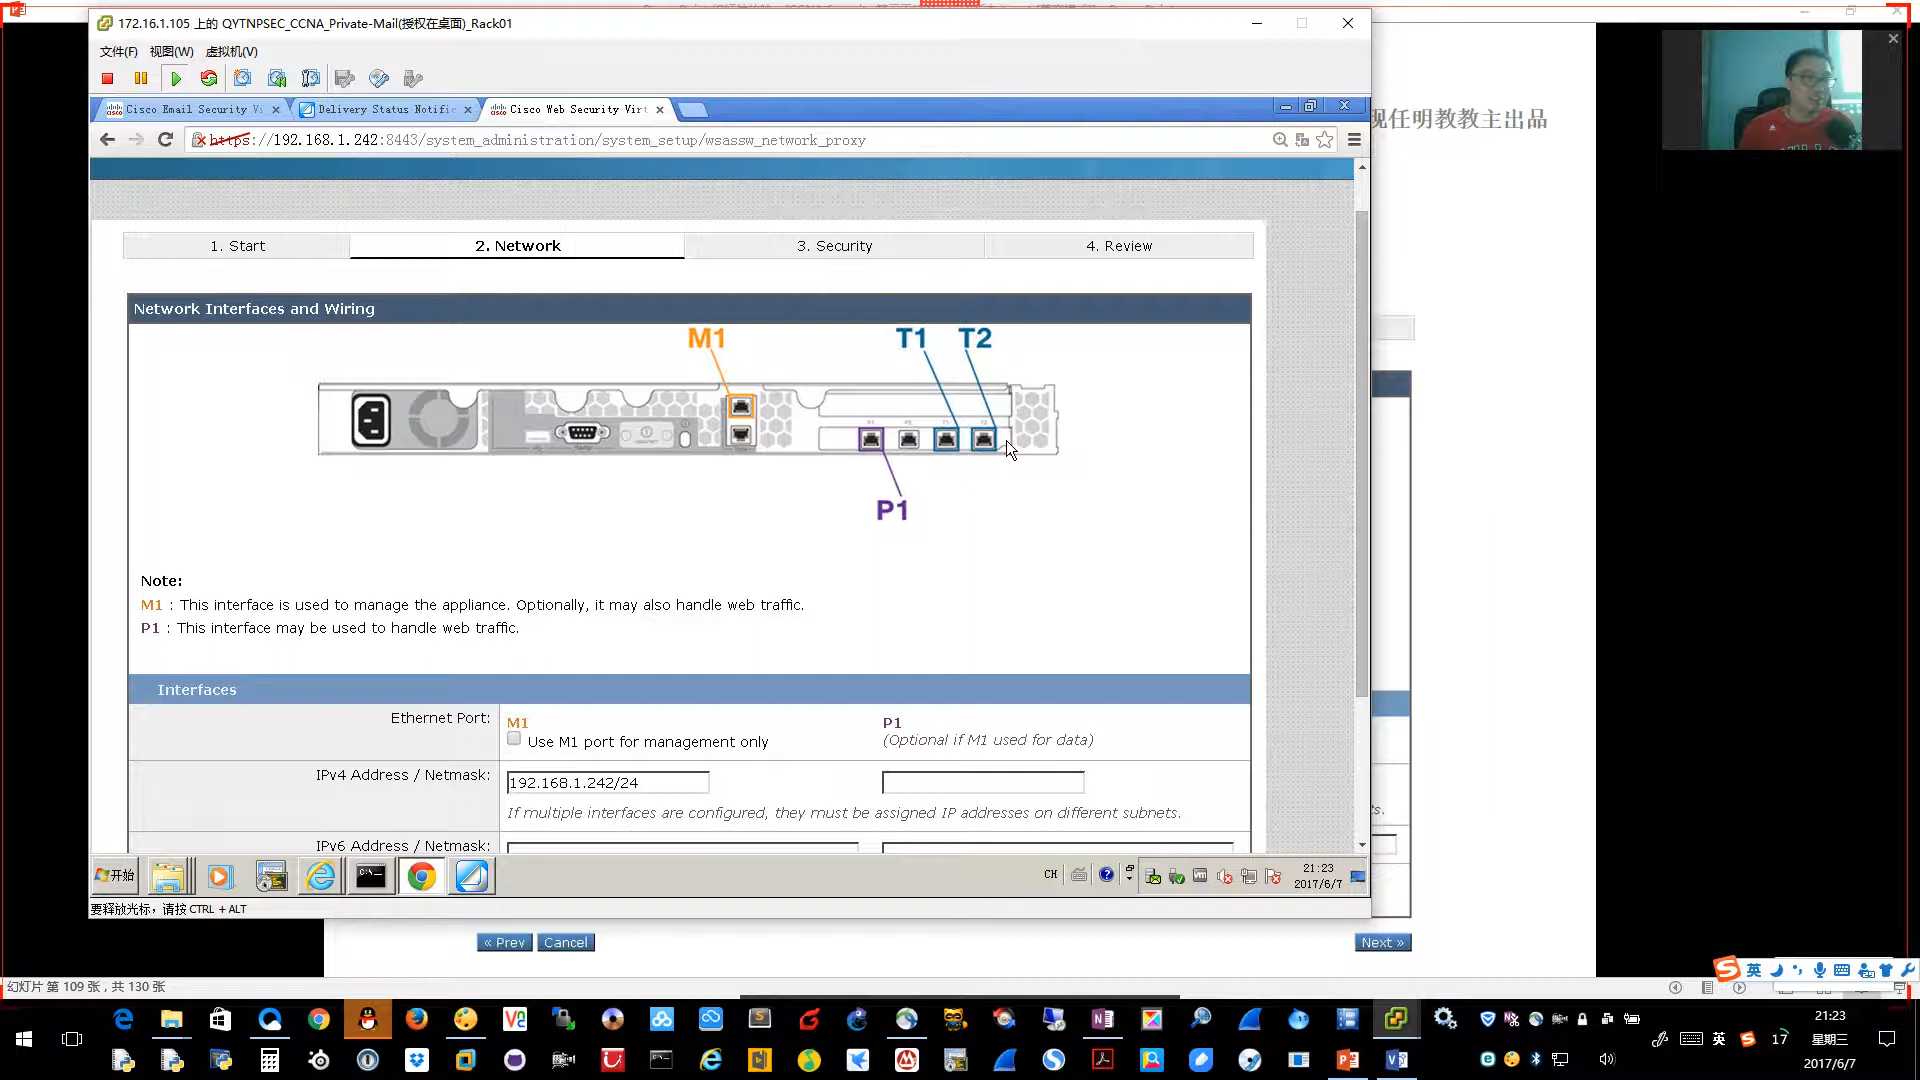 172.16.1.105 上的 QYTNPSEC_CCNA_Private-Mail(授权在桌面)_Rack01
文件(F) 视图(W) 虚拟机(V)
Cisco Email Security Vi
Delivery Status Notific
Cisco Web Security Virt
https://192.168.1.242:8443/system_administration/system_setup/wsassw_network_proxy
现任明教教主出品
1. Start
2. Network
3. Security
4. Review
Network Interfaces and Wiring
M1
T1
T2
P1
Note:
M1 : This interface is used to manage the appliance. Optionally, it may also handle web traffic.
P1 : This interface may be used to handle web traffic.
Interfaces
Ethernet Port:
M1
Use M1 port for management only
P1
(Optional if M1 used for data)
IPv4 Address / Netmask:
192.168.1.242/24
If multiple interfaces are configured, they must be assigned IP addresses on different subnets.
IPv6 Address / Netmask:
开始
CH
21:23
2017/6/7
要释放光标，请按 CTRL + ALT
« Prev
Cancel
Next »
英
幻灯片 第 109 张，共 130 张
英
17
21:23
星期三
2017/6/7